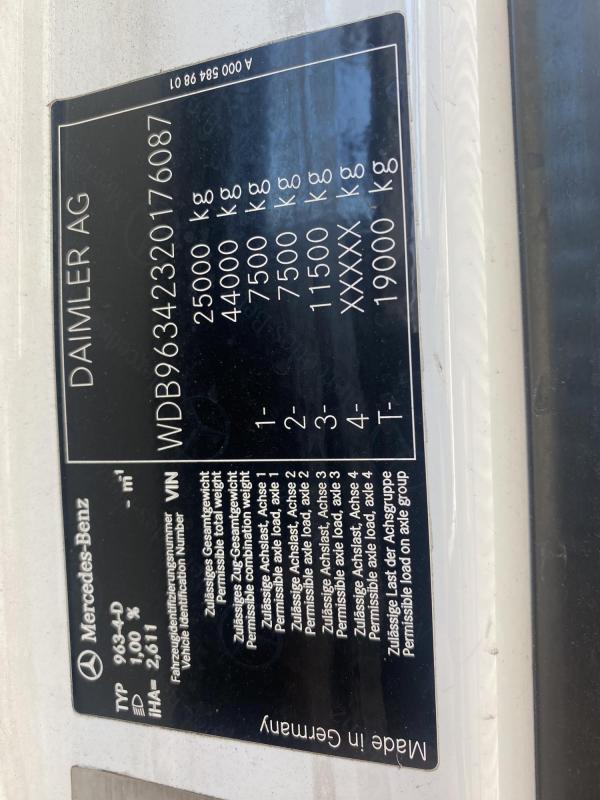 Mercedes-Benz
DAIMLER AG
TYP 963-4-D
1,00 %
iHA= 2,611 - m⁻¹
Fahrzeugidentifizierungsnummer
Vehicle Identification Number
VIN WDB96342320176087
Zulässiges Gesamtgewicht
Permissible total weight
25000 kg
Zulässiges Zug-Gesamtgewicht
Permissible combination weight
44000 kg
Zulässige Achslast, Achse 1
Permissible axle load, axle 1
1- 7500 kg
Zulässige Achslast, Achse 2
Permissible axle load, axle 2
2- 7500 kg
Zulässige Achslast, Achse 3
Permissible axle load, axle 3
3- 11500 kg
Zulässige Achslast, Achse 4
Permissible axle load, axle 4
4- XXXXX kg
Zulässige Last der Achsgruppe
Permissible load on axle group
T- 19000 kg
Made in Germany
A 000 584 98 01